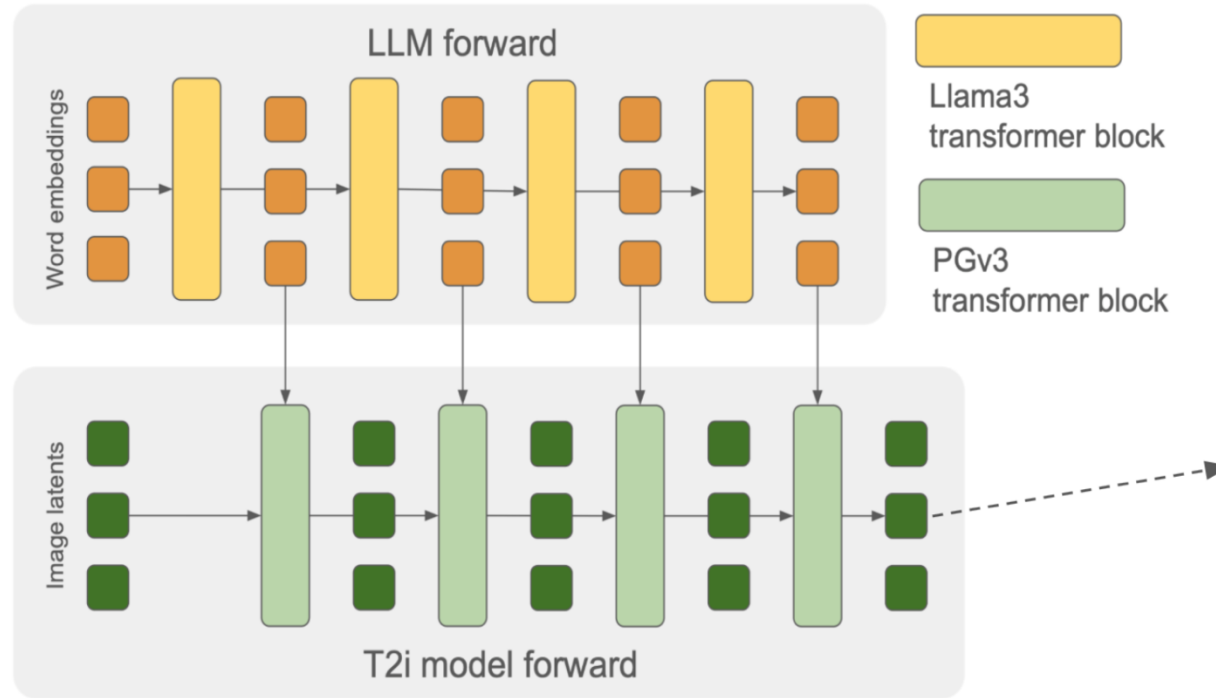 LLM forward
Word embeddings
Llama3
transformer block
PGv3
transformer block
Image latents
T2i model forward